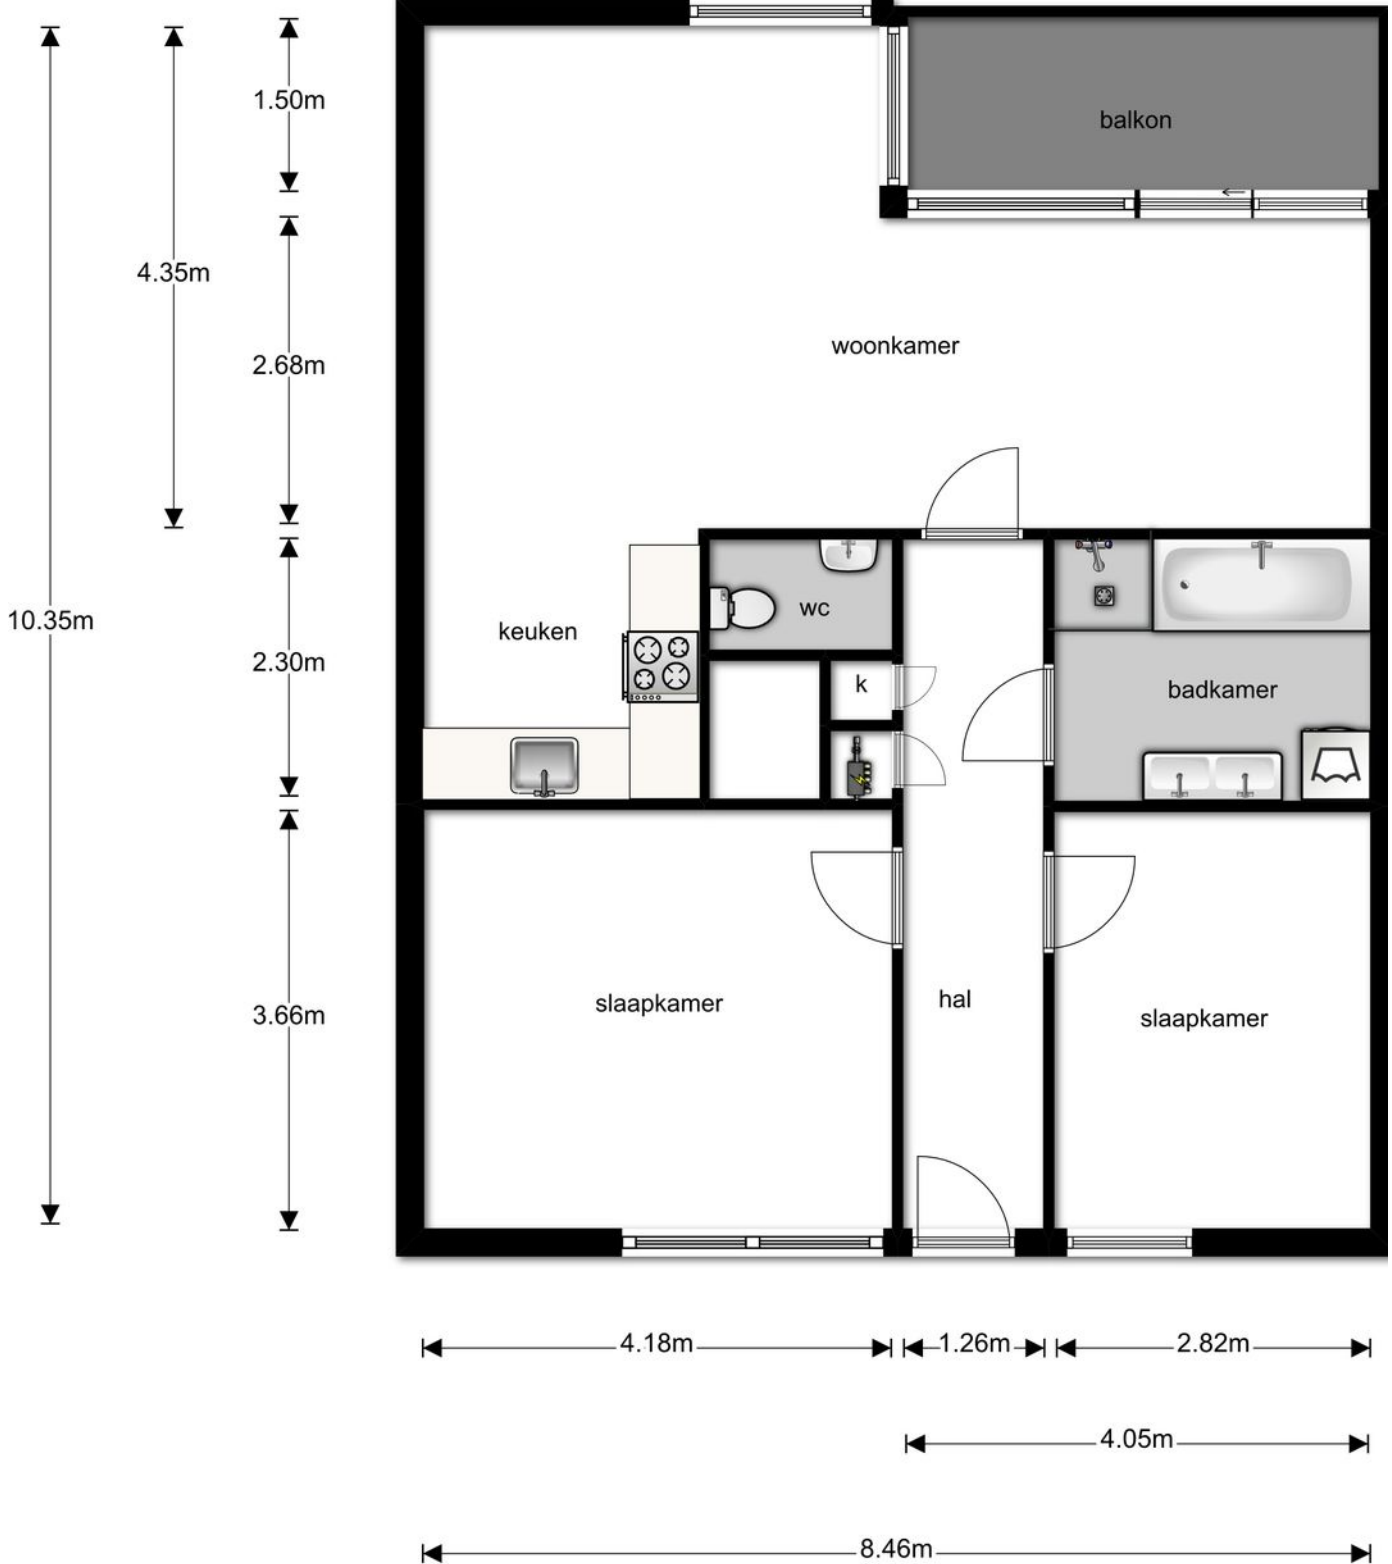 1.50m
balkon
4.35m
2.68m
woonkamer
10.35m
2.30m
keuken
wc
k
badkamer
3.66m
slaapkamer
hal
slaapkamer
4.18m
1.26m
2.82m
4.05m
8.46m